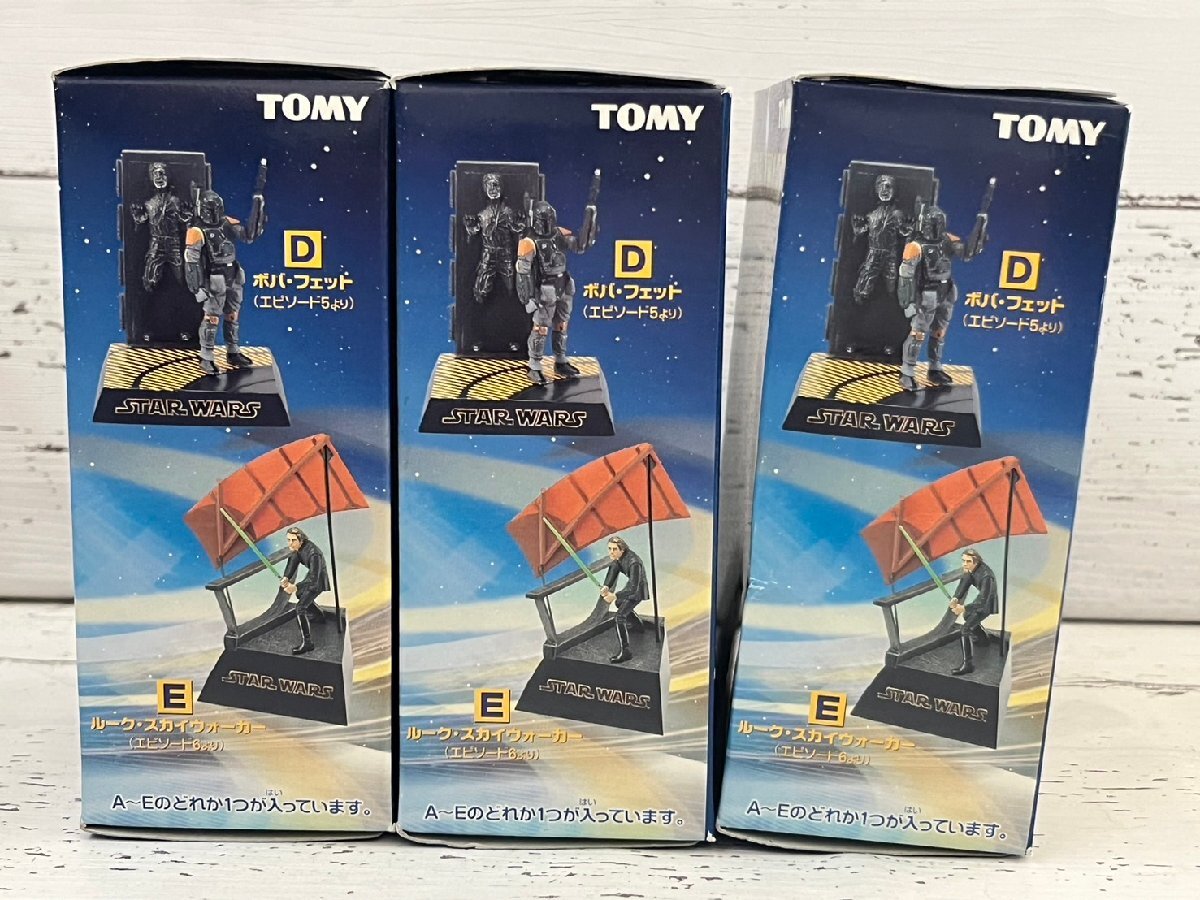 TOMY
D
ボバ・フェット
(エピソード5より)
STAR WARS
STAR WARS
E
ルーク・スカイウォーカー
(エピソード6より)
はい
A〜Eのどれか1つが入っています。
TOMY
D
ボバ・フェット
(エピソード5より)
STAR WARS
STAR WARS
E
ルーク・スカイウォーカー
(エピソード6より)
はい
A〜Eのどれか1つが入っています。
TOMY
D
ボバ・フェット
(エピソード5より)
STAR WARS
STAR WARS
E
ルーク・スカイウォーカー
(エピソード6より)
はい
A〜Eのどれか1つが入っています。